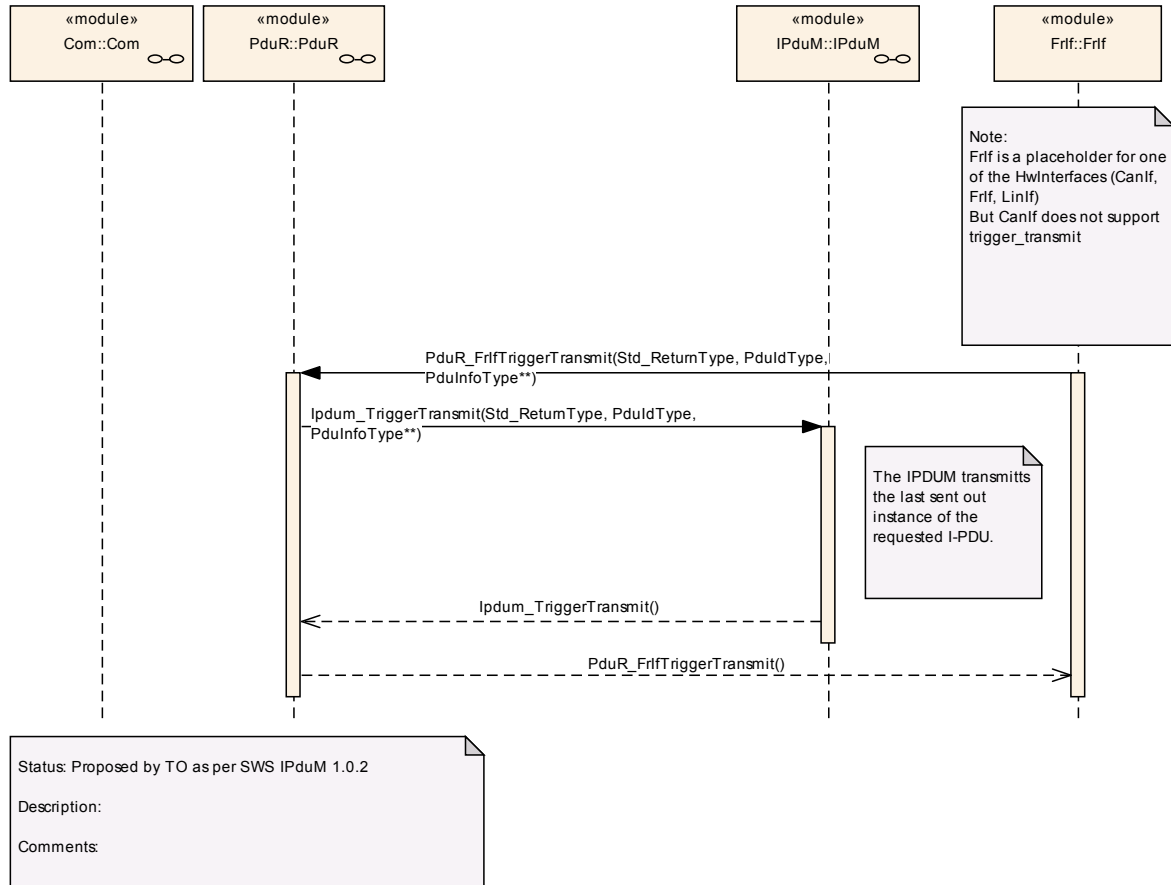 «module»
Com::Com
«module»
PduR::PduR
«module»
IPduM::IPduM
«module»
FrIf::FrIf
Note:
FrIf is a placeholder for one
of the HwInterfaces (CanIf,
FrIf, LinIf)
But CanIf does not support
trigger_transmit
PduR_FrIfTriggerTransmit(Std_ReturnType, PduIdType,
PduInfoType**)
Ipdum_TriggerTransmit(Std_ReturnType, PduIdType,
PduInfoType**)
The IPDUM transmitts
the last sent out
instance of the
requested I-PDU.
Ipdum_TriggerTransmit()
PduR_FrIfTriggerTransmit()
Status: Proposed by TO as per SWS IPduM 1.0.2
Description:
Comments: